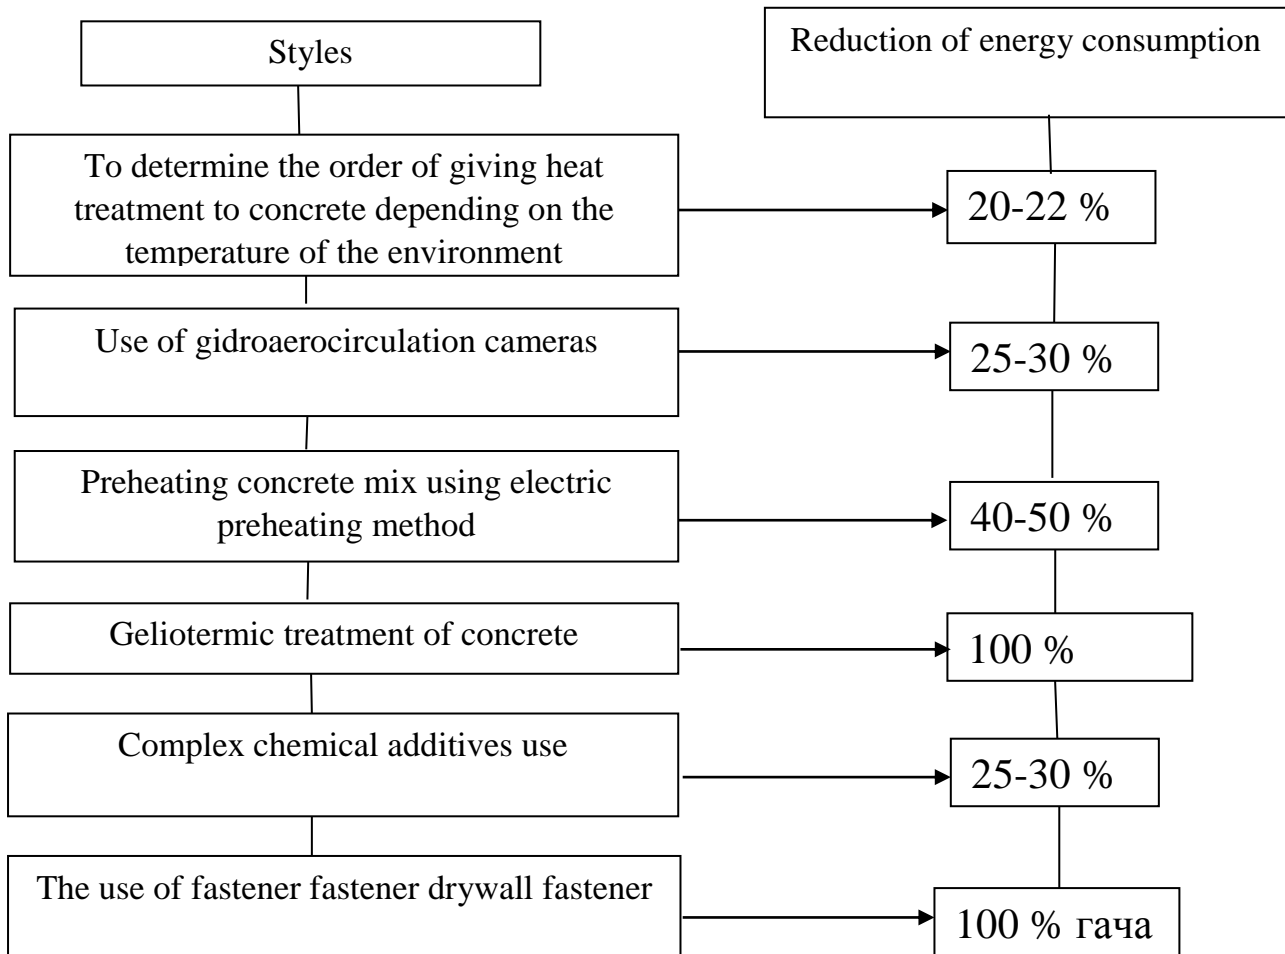 Styles
Reduction of energy consumption
To determine the order of giving heat
treatment to concrete depending on the
temperature of the environment
20-22 %
Use of gidroaerocirculation cameras
25-30 %
Preheating concrete mix using electric
preheating method
40-50 %
Geliotermic treatment of concrete
100 %
Complex chemical additives use
25-30 %
The use of fastener fastener drywall fastener
100 % гача